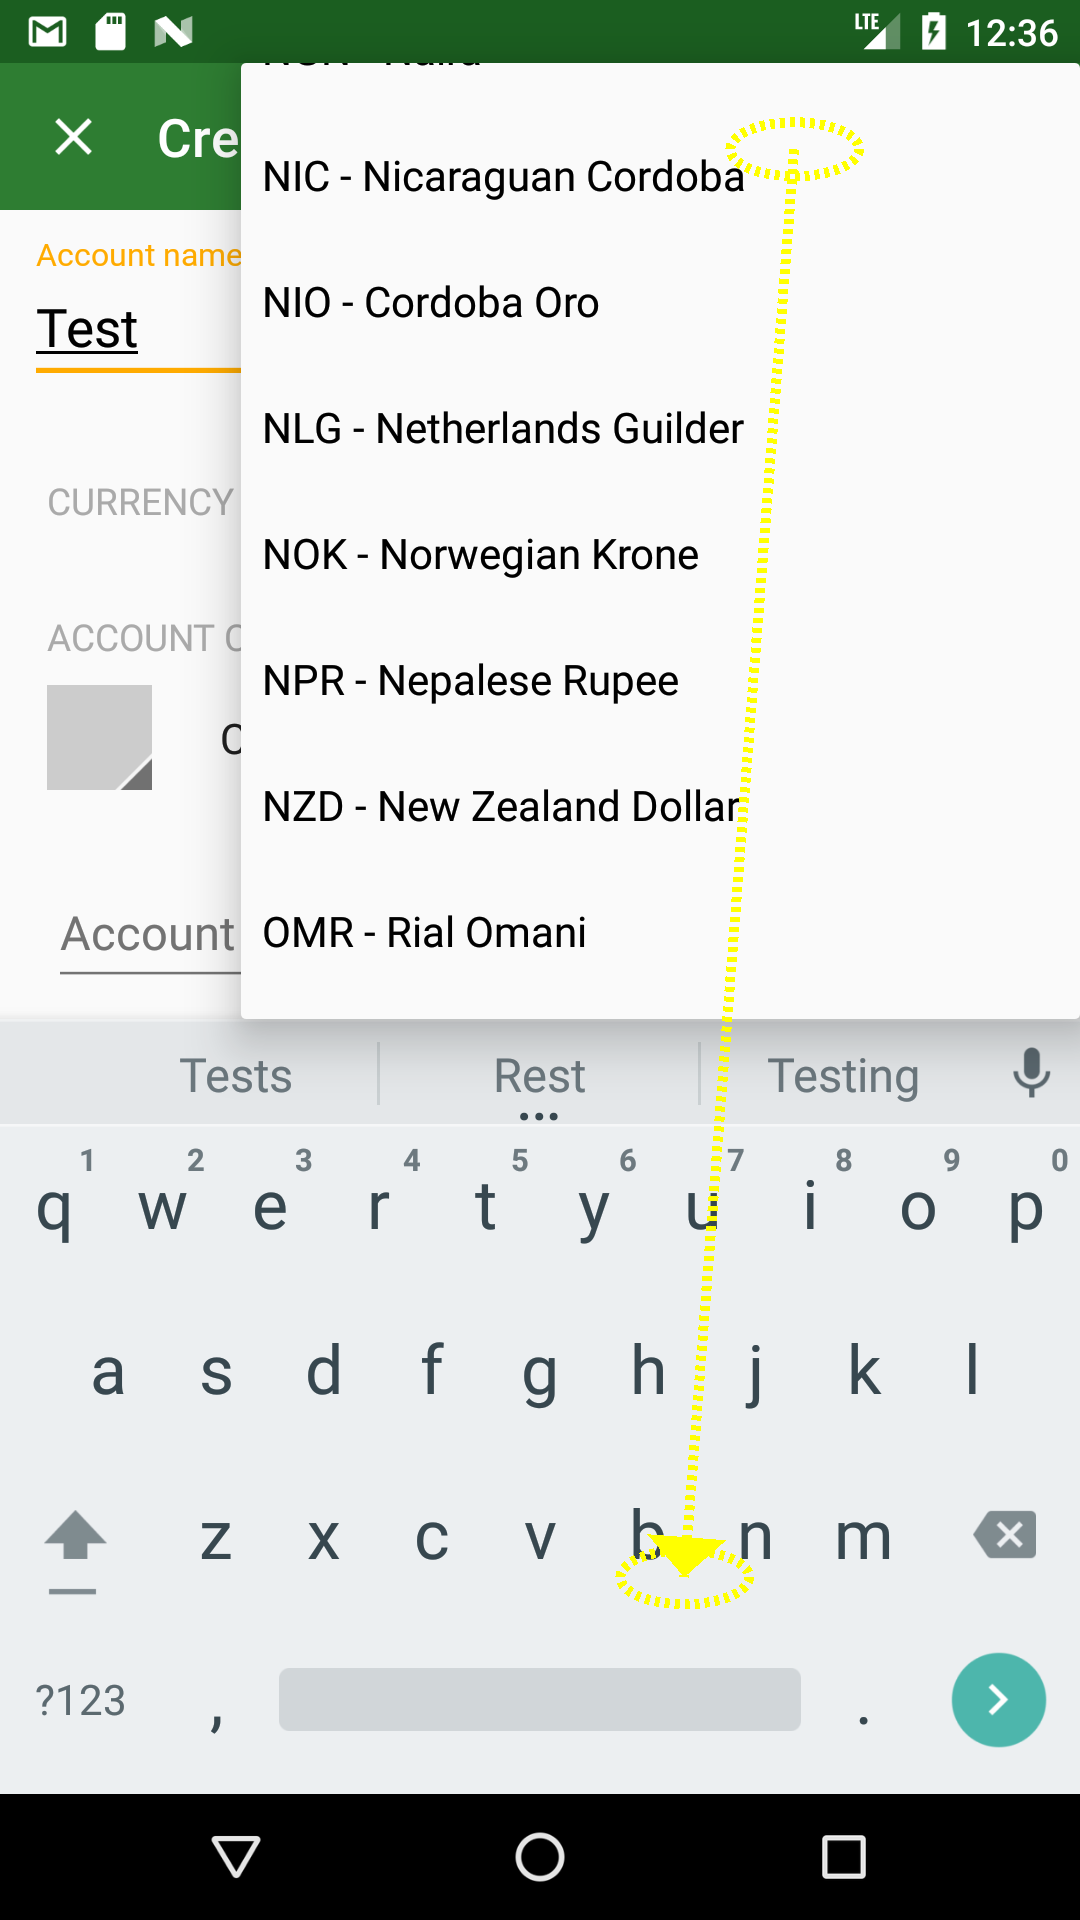 LTE 12:36
Cre
NIC - Nicaraguan Cordoba
Account name
NIO - Cordoba Oro
Test
NLG - Netherlands Guilder
CURRENCY
NOK - Norwegian Krone
ACCOUNT C
NPR - Nepalese Rupee
C
NZD - New Zealand Dollar
Account
OMR - Rial Omani
Tests Rest Testing
1 2 3 4 5 6 7 8 9 0
q w e r t y u i o p
a s d f g h j k l
z x c v b n m
?123 , .